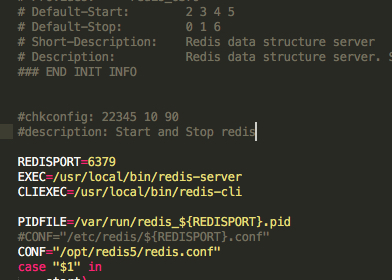 # Default-Start: 2 3 4 5
# Default-Stop: 0 1 6
# Short-Description: Redis data structure server
# Description: Redis data structure server.
### END INIT INFO
#chkconfig: 22345 10 90
#description: Start and Stop redis
REDISPORT=6379
EXEC=/usr/local/bin/redis-server
CLIEXEC=/usr/local/bin/redis-cli
PIDFILE=/var/run/redis_${REDISPORT}.pid
#CONF="/etc/redis/${REDISPORT}.conf"
CONF="/opt/redis5/redis.conf"
case "$1" in